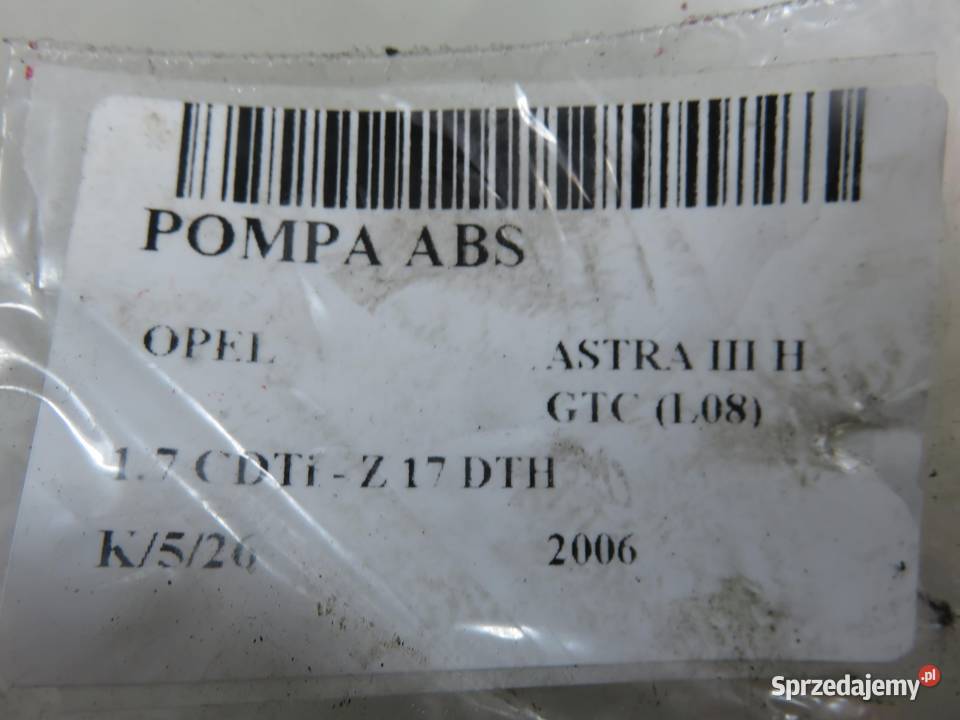 POMPA ABS
OPEL
ASTRA III H
GTC (L08)
1.7 CDTi - Z 17 DTH
K/5/26
2006
Sprzedajemy.pl